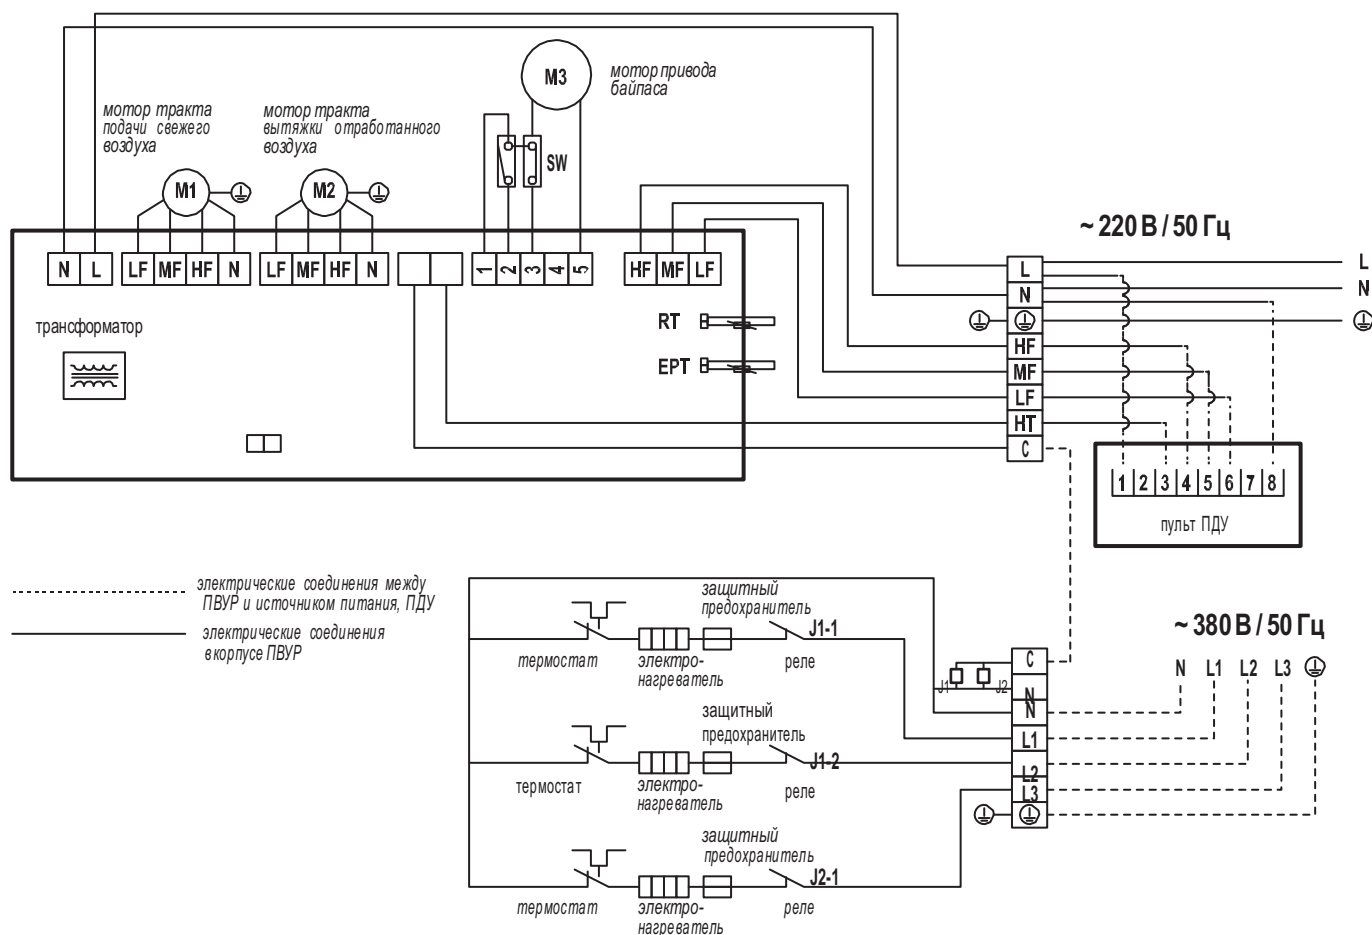 M3
мотор привода
байпаса
мотор тракта
подачи свежего
воздуха
мотор тракта
вытяжки отработанного
воздуха
SW
M1
M2
~ 220 В / 50 Гц
N L
LF MF HF N
LF MF HF N
1 2 3 4 5
HF MF LF
L
N
L
N
трансформатор
RT
EPT
HF
MF
LF
HT
C
1 2 3 4 5 6 7 8
пульт ПДУ
электрические соединения между
ПВУР и источником питания, ПДУ
электрические соединения
в корпусе ПВУР
защитный
предохранитель
J1-1
термостат
электро-
нагреватель
реле
~ 380 В / 50 Гц
N L1 L2 L3
C
J1 J2
N
N
L1
L2
L3
защитный
предохранитель
J1-2
термостат
электро-
нагреватель
реле
защитный
предохранитель
J2-1
термостат
электро-
нагреватель
реле